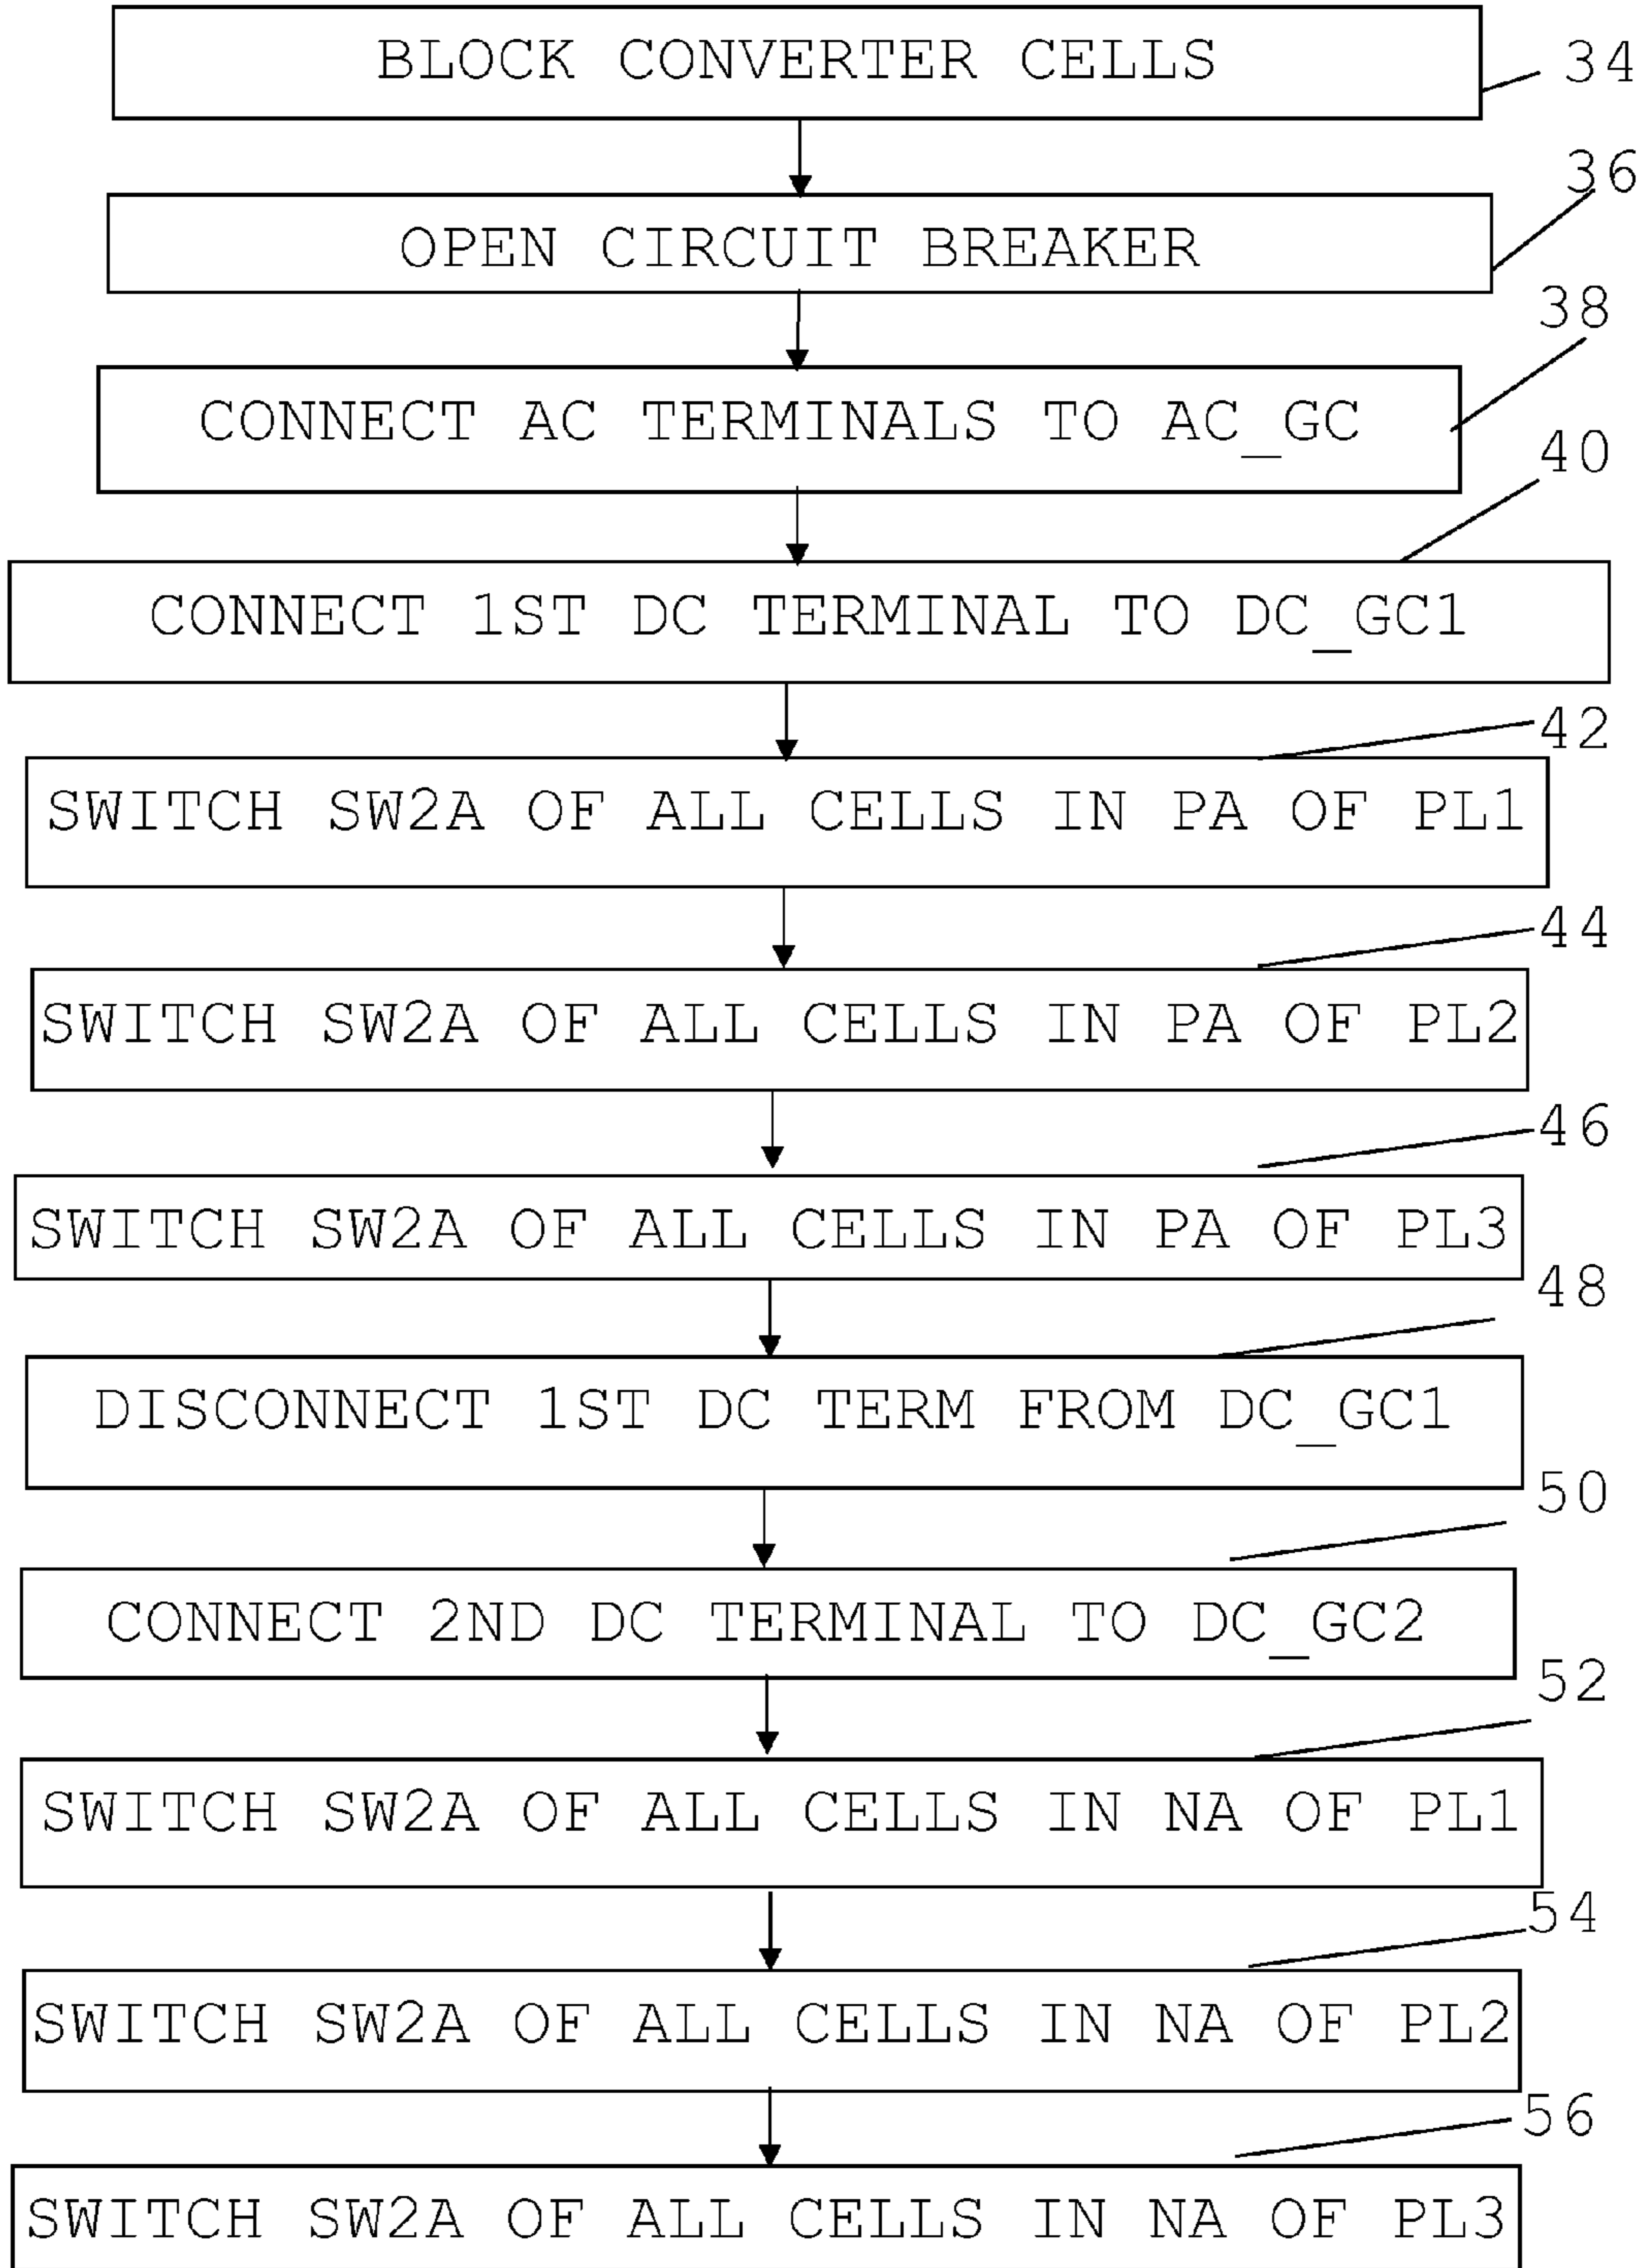 BLOCK CONVERTER CELLS
34
OPEN CIRCUIT BREAKER
36
CONNECT AC TERMINALS TO AC_GC
38
CONNECT 1ST DC TERMINAL TO DC_GC1
40
SWITCH SW2A OF ALL CELLS IN PA OF PL1
42
SWITCH SW2A OF ALL CELLS IN PA OF PL2
44
SWITCH SW2A OF ALL CELLS IN PA OF PL3
46
DISCONNECT 1ST DC TERM FROM DC_GC1
48
CONNECT 2ND DC TERMINAL TO DC_GC2
50
SWITCH SW2A OF ALL CELLS IN NA OF PL1
52
SWITCH SW2A OF ALL CELLS IN NA OF PL2
54
SWITCH SW2A OF ALL CELLS IN NA OF PL3
56